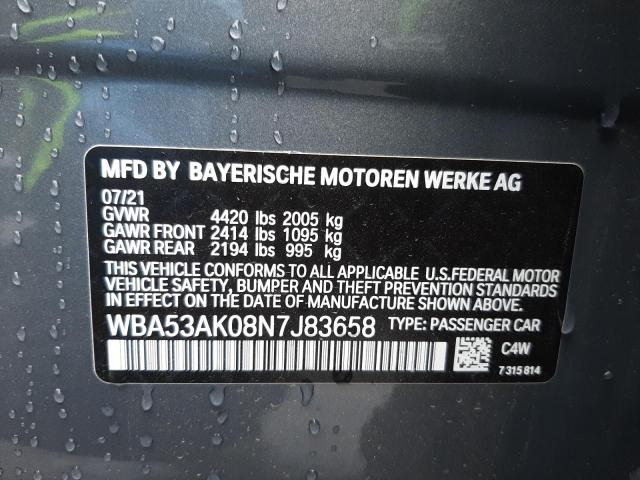 MFD BY BAYERISCHE MOTOREN WERKE AG
07/21
GVWR 4420 lbs 2005 kg
GAWR FRONT 2414 lbs 1095 kg
GAWR REAR 2194 lbs 995 kg
THIS VEHICLE CONFORMS TO ALL APPLICABLE U.S.FEDERAL MOTOR
VEHICLE SAFETY, BUMPER AND THEFT PREVENTION STANDARDS
IN EFFECT ON THE DATE OF MANUFACTURE SHOWN ABOVE.
WBA53AK08N7J83658 TYPE: PASSENGER CAR
C4W
7 315 814